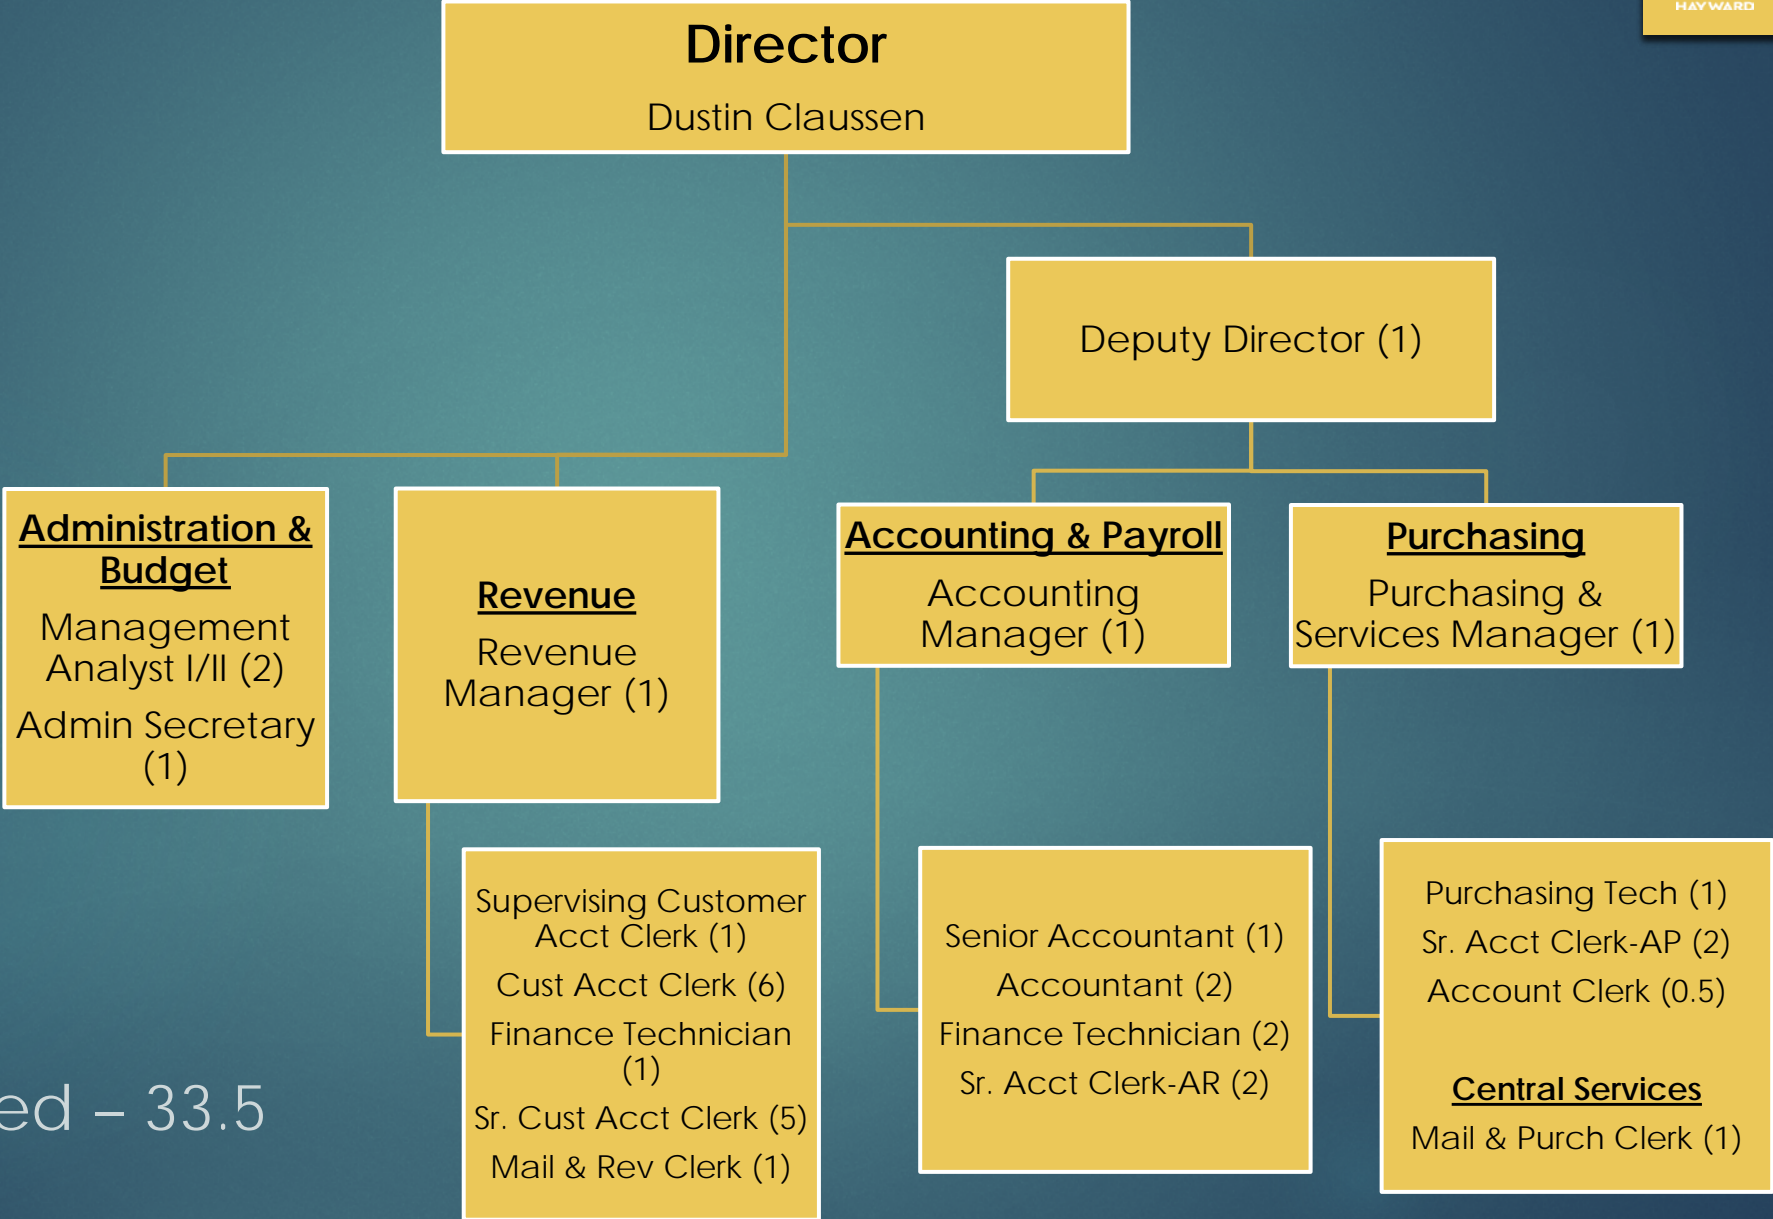 HAYWARD
Director
Dustin Claussen
Deputy Director (1)
Administration &
Budget
Management
Analyst I/II (2)
Admin Secretary
(1)
Revenue
Revenue
Manager (1)
Accounting & Payroll
Accounting
Manager (1)
Purchasing
Purchasing &
Services Manager (1)
Supervising Customer
Acct Clerk (1)
Cust Acct Clerk (6)
Finance Technician
(1)
Sr. Cust Acct Clerk (5)
Mail & Rev Clerk (1)
Senior Accountant (1)
Accountant (2)
Finance Technician (2)
Sr. Acct Clerk-AR (2)
Purchasing Tech (1)
Sr. Acct Clerk-AP (2)
Account Clerk (0.5)
Central Services
Mail & Purch Clerk (1)
ed – 33.5